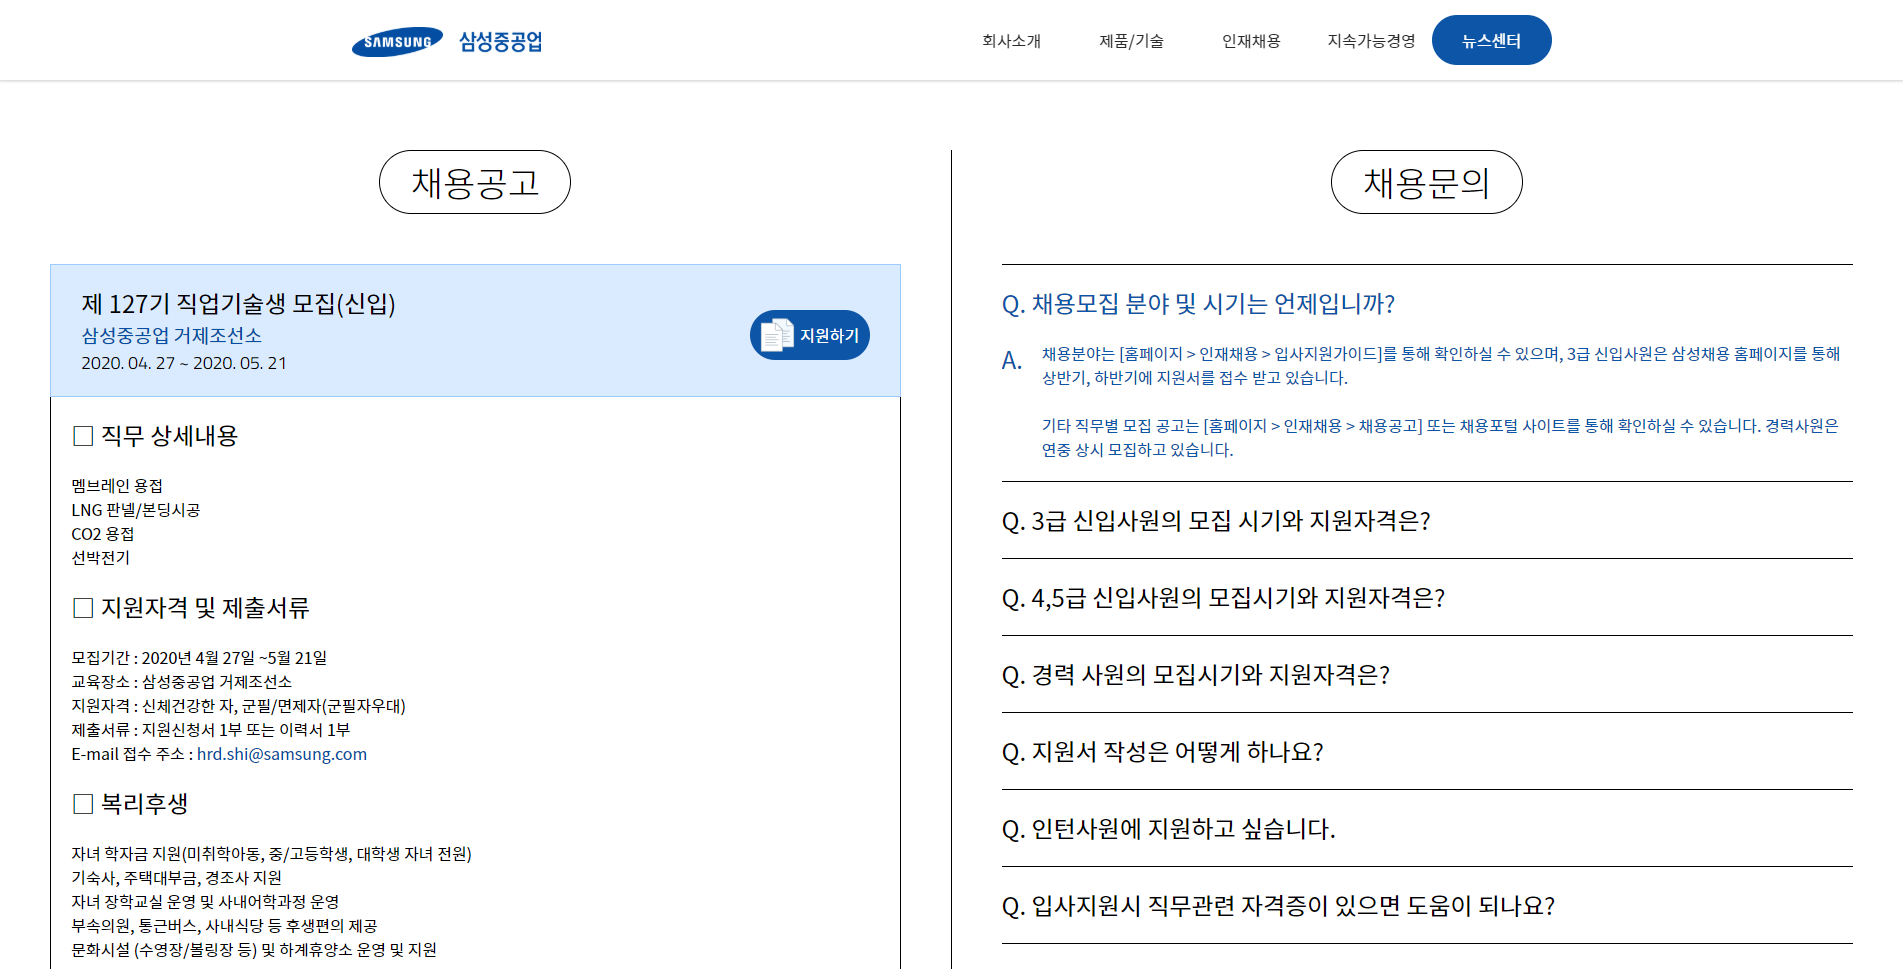 SAMSUNG 삼성중공업
회사소개 제품/기술 인재채용 지속가능경영 뉴스센터
채용공고
제 127기 직업기술생 모집(신입)
삼성중공업 거제조선소
2020. 04. 27 ~ 2020. 05. 21
지원하기
□ 직무 상세내용
멤브레인 용접
LNG 판넬/본딩시공
CO2 용접
선박전기
□ 지원자격 및 제출서류
모집기간 : 2020년 4월 27일 ~5월 21일
교육장소 : 삼성중공업 거제조선소
지원자격 : 신체건강한 자, 군필/면제자(군필자우대)
제출서류 : 지원신청서 1부 또는 이력서 1부
E-mail 접수 주소 : hrd.shi@samsung.com
□ 복리후생
자녀 학자금 지원(미취학아동, 중/고등학생, 대학생 자녀 전원)
기숙사, 주택대부금, 경조사 지원
자녀 장학교실 운영 및 사내어학과정 운영
부속의원, 통근버스, 사내식당 등 후생편의 제공
문화시설 (수영장/볼링장 등) 및 하계휴양소 운영 및 지원
채용문의
Q. 채용모집 분야 및 시기는 언제입니까?
A. 채용분야는 [홈페이지 > 인재채용 > 입사지원가이드]를 통해 확인하실 수 있으며, 3급 신입사원은 삼성채용 홈페이지를 통해
상반기, 하반기에 지원서를 접수 받고 있습니다.
기타 직무별 모집 공고는 [홈페이지 > 인재채용 > 채용공고] 또는 채용포털 사이트를 통해 확인하실 수 있습니다. 경력사원은
연중 상시 모집하고 있습니다.
Q. 3급 신입사원의 모집 시기와 지원자격은?
Q. 4,5급 신입사원의 모집시기와 지원자격은?
Q. 경력 사원의 모집시기와 지원자격은?
Q. 지원서 작성은 어떻게 하나요?
Q. 인턴사원에 지원하고 싶습니다.
Q. 입사지원시 직무관련 자격증이 있으면 도움이 되나요?